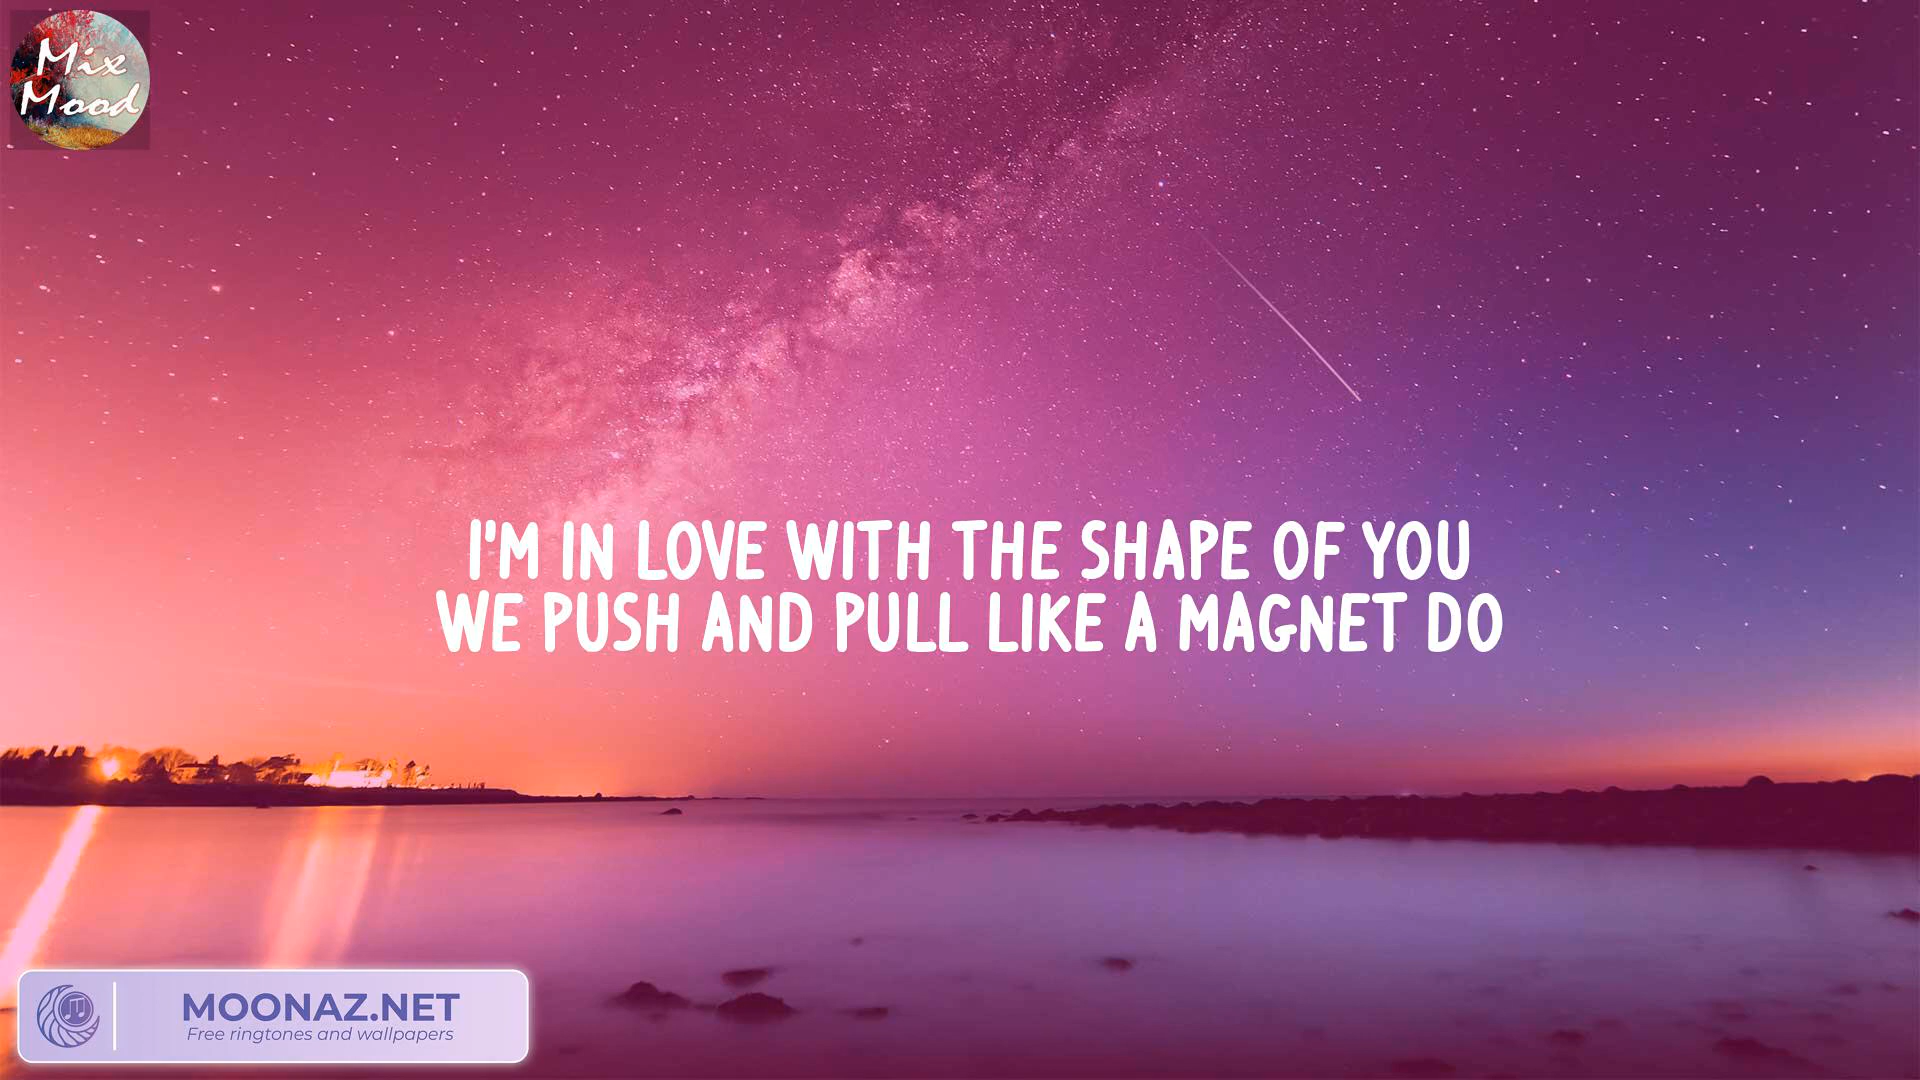 Mix
Mood
I'M IN LOVE WITH THE SHAPE OF YOU
WE PUSH AND PULL LIKE A MAGNET DO
MOONAZ.NET
Free ringtones and wallpapers